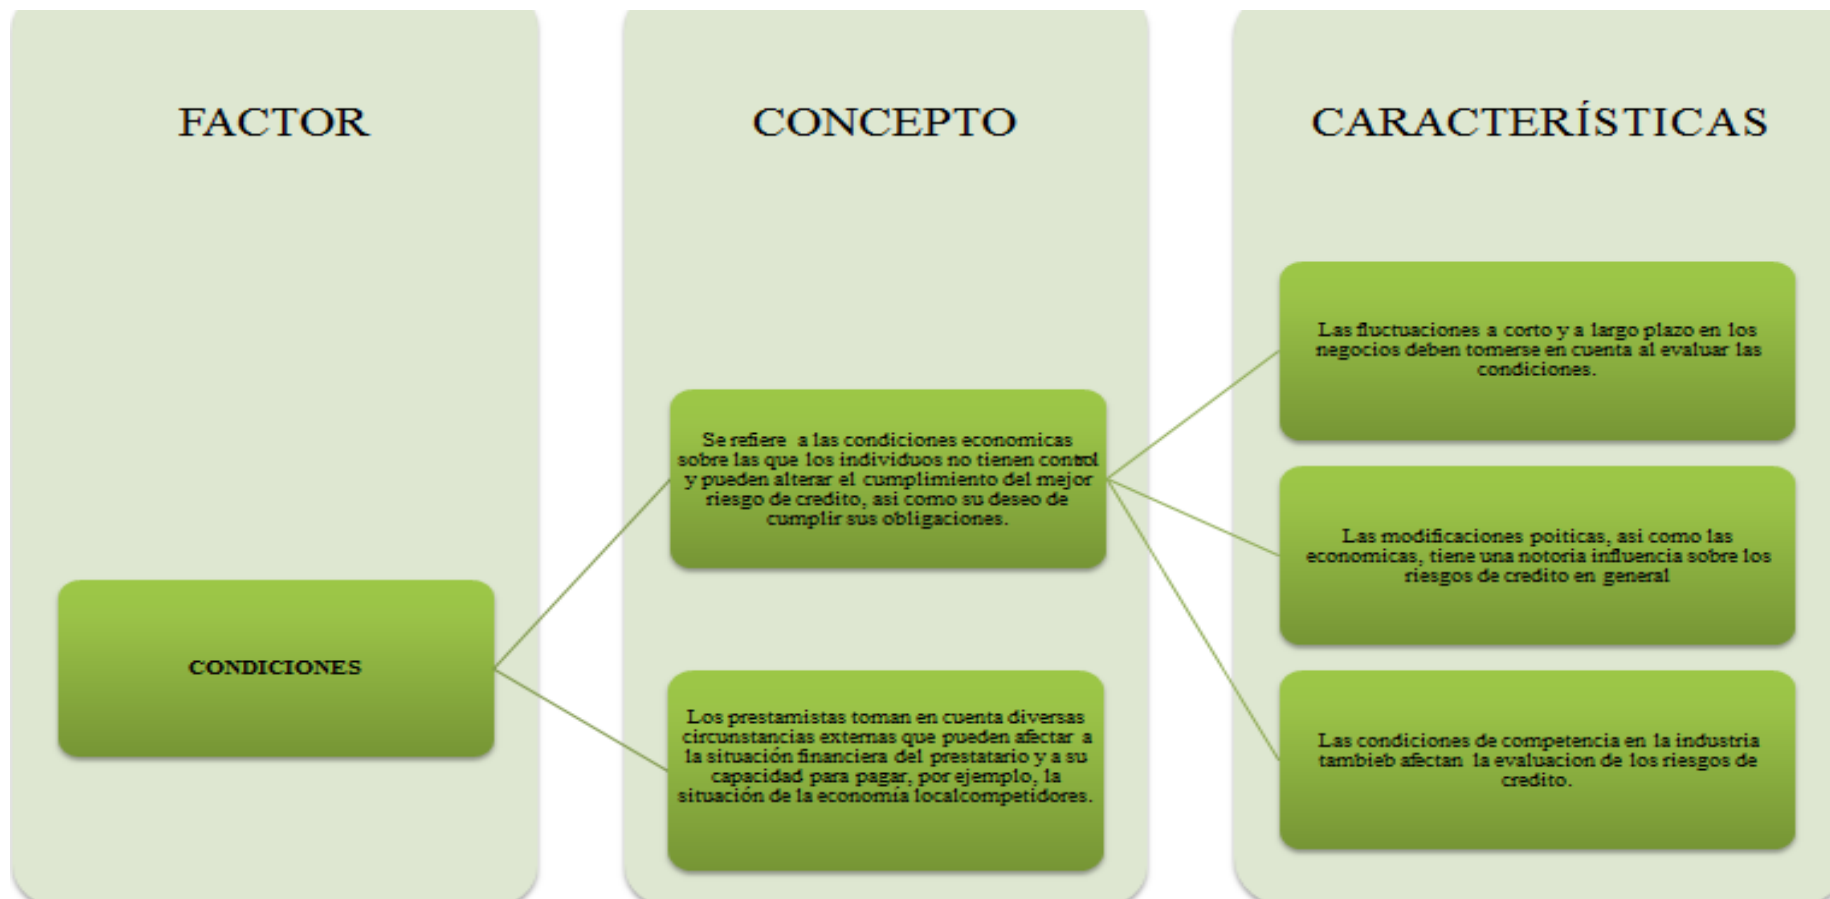 FACTOR
CONCEPTO
CARACTERÍSTICAS
CONDICIONES
Se refiere a las condiciones economicas
sobre las que los individuos no tienen control
y pueden alterar el cumplimiento del mejor
riesgo de credito, asi como su deseo de
cumplir sus obligaciones.
Los prestamistas toman en cuenta diversas
circunstancias externas que pueden afectar a
la situación financiera del prestatario y a su
capacidad para pagar, por ejemplo, la
situación de la economía localcompetidores.
Las fluctuaciones a corto y a largo plazo en los
negocios deben tomerse en cuenta al evaluar las
condiciones.
Las modificaciones poiticas, asi como las
economicas, tiene una notoria influencia sobre los
riesgos de credito en general
Las condiciones de competencia en la industria
tambieb afectan la evaluacion de los riesgos de
credito.